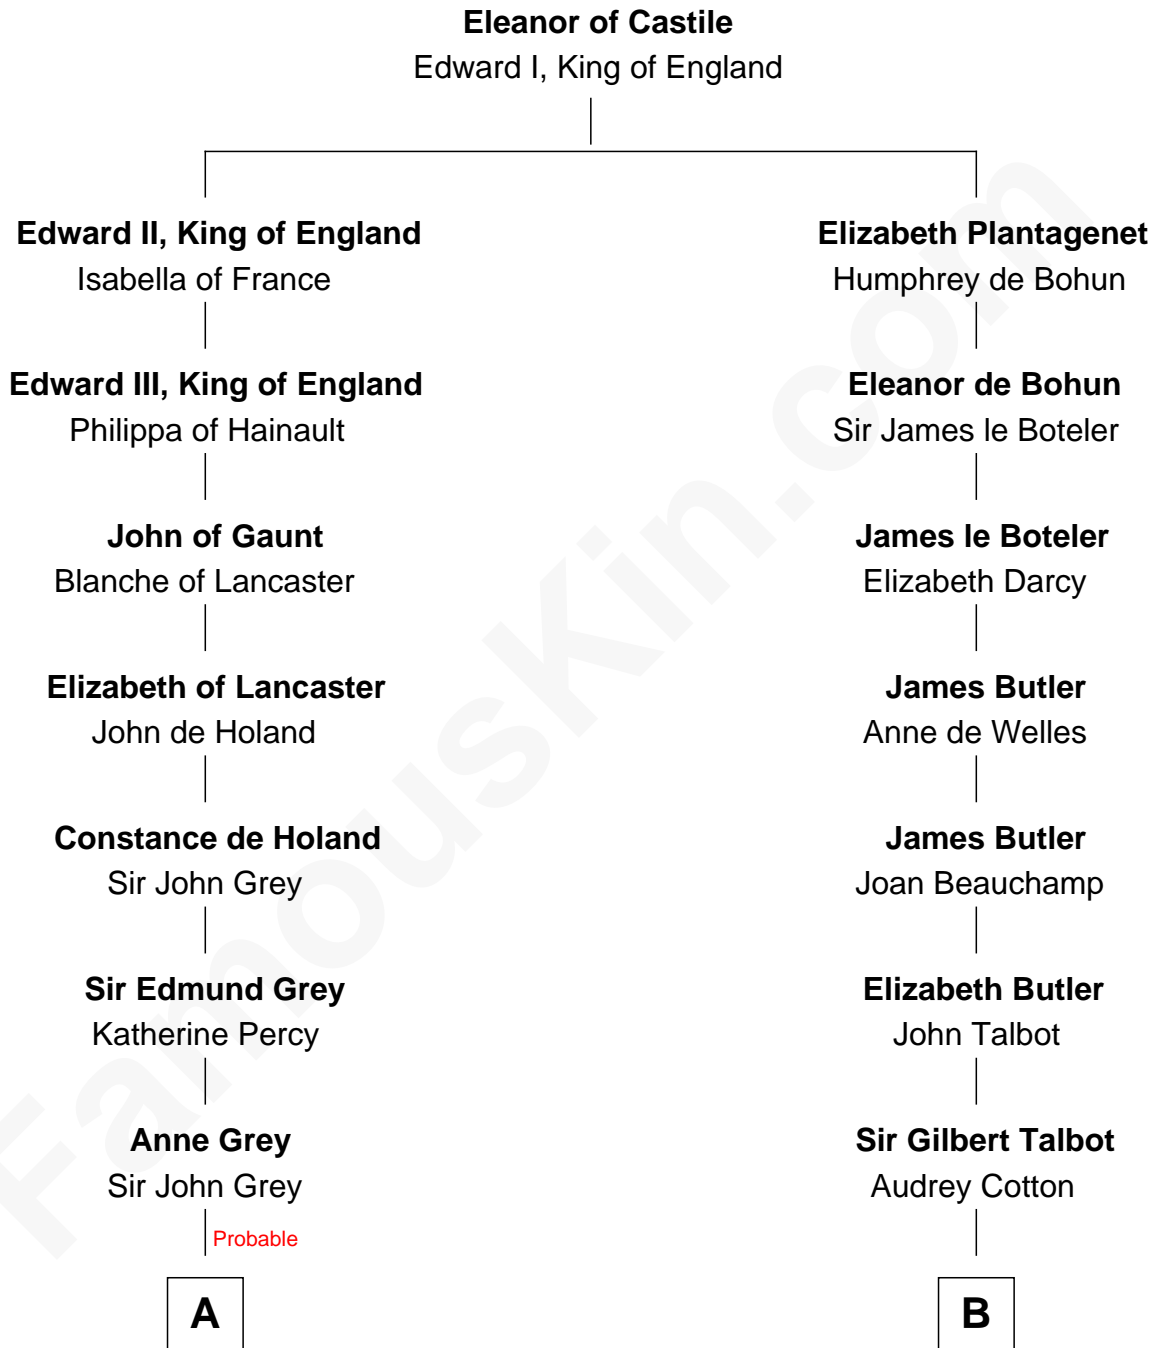 Eleanor of Castile
Edward I, King of England
Edward II, King of England
Isabella of France
Elizabeth Plantagenet
Humphrey de Bohun
Edward III, King of England
Philippa of Hainault
Eleanor de Bohun
Sir James le Boteler
John of Gaunt
Blanche of Lancaster
James le Boteler
Elizabeth Darcy
Elizabeth of Lancaster
John de Holand
James Butler
Anne de Welles
Constance de Holand
Sir John Grey
James Butler
Joan Beauchamp
Sir Edmund Grey
Katherine Percy
Elizabeth Butler
John Talbot
Anne Grey
Sir John Grey
Sir Gilbert Talbot
Audrey Cotton
Probable
A
B
FamousKin.com